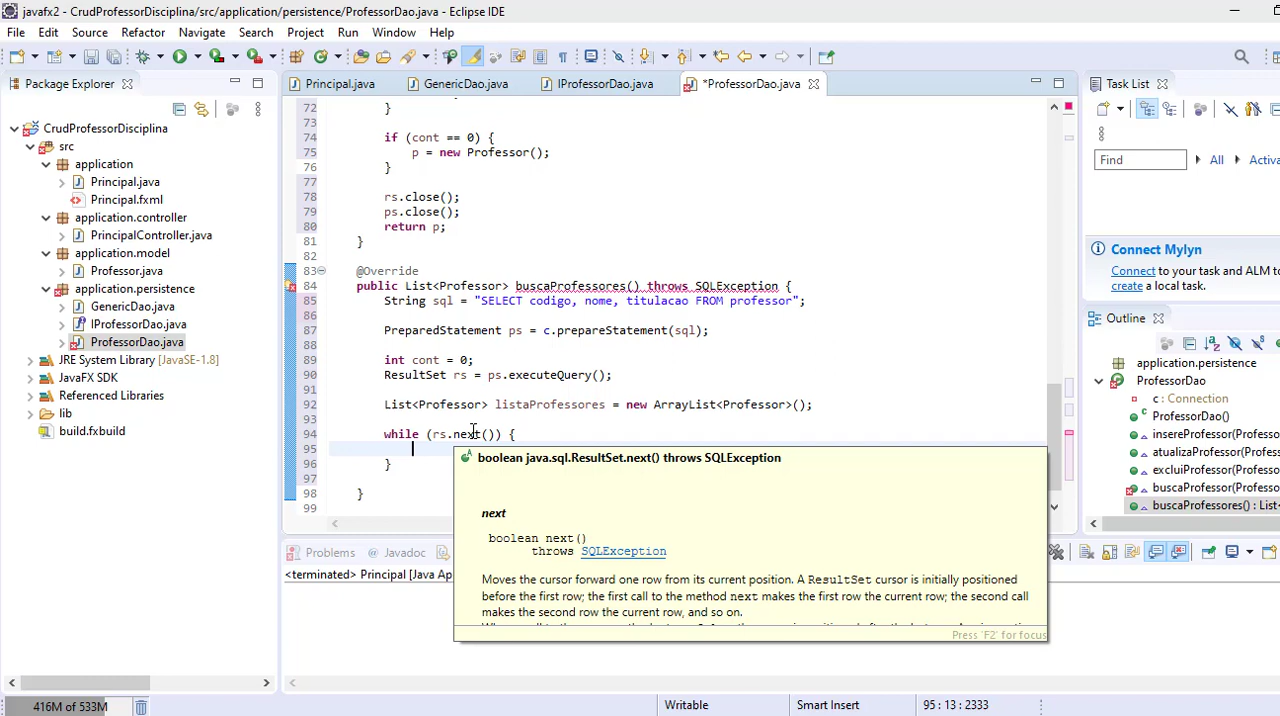 javafx2 - CrudProfessorDisciplina/src/application/persistence/ProfessorDao.java - Eclipse IDE
File Edit Source Refactor Navigate Search Project Run Window Help
Package Explorer
CrudProfessorDisciplina
src
application
Principal.java
Principal.fxml
application.controller
PrincipalController.java
application.model
Professor.java
application.persistence
GenericDao.java
IProfessorDao.java
ProfessorDao.java
JRE System Library [JavaSE-1.8]
JavaFX SDK
Referenced Libraries
lib
build.fxbuild
Principal.java GenericDao.java IProfessorDao.java *ProfessorDao.java
72 }
73
74 if (cont == 0) {
75 p = new Professor();
76 }
77
78 rs.close();
79 ps.close();
80 return p;
81 }
82
83 @Override
84 public List<Professor> buscaProfessores() throws SQLException {
85 String sql = "SELECT codigo, nome, titulacao FROM professor";
86
87 PreparedStatement ps = c.prepareStatement(sql);
88
89 int cont = 0;
90 ResultSet rs = ps.executeQuery();
91
92 List<Professor> listaProfessores = new ArrayList<Professor>();
93
94 while (rs.next()) {
95
96 }
97
98 }
99
boolean java.sql.ResultSet.next() throws SQLException
next
boolean next()
throws SQLException
Moves the cursor forward one row from its current position. A ResultSet cursor is initially positioned
before the first row; the first call to the method next makes the first row the current row; the second call
makes the second row the current row, and so on.
Press 'F2' for focus
Problems Javadoc
<terminated> Principal [Java Ap
Task List
Find All Activa
Connect Mylyn
Connect to your task and ALM to
create a local task.
Outline
application.persistence
ProfessorDao
c : Connection
ProfessorDao()
insereProfessor(Professor
atualizaProfessor(Professo
excluiProfessor(Professor
buscaProfessor(Professor
buscaProfessores() : List<
416M of 533M
Writable
Smart Insert
95 : 13 : 2333